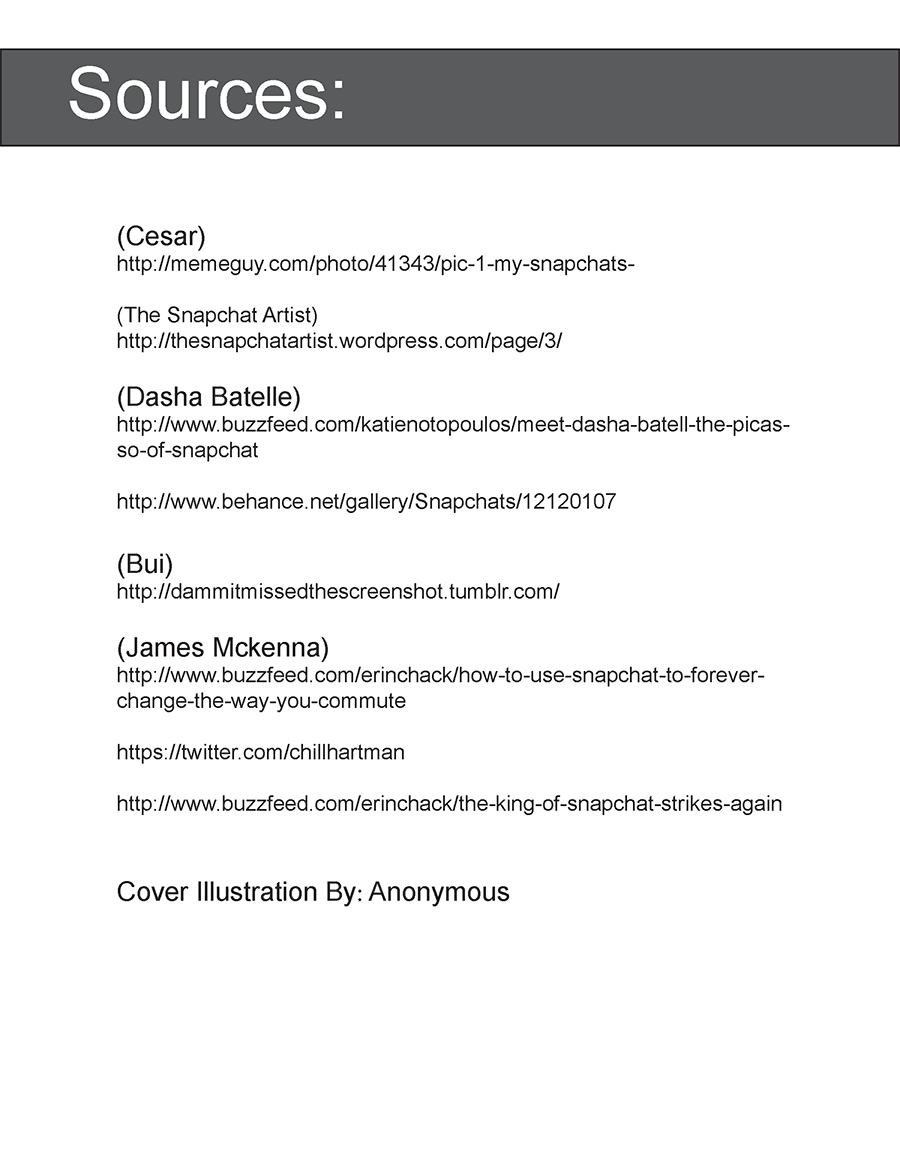 Sources:
(Cesar)
http://memeguy.com/photo/41343/pic-1-my-snapchats-
(The Snapchat Artist)
http://thesnapchatartist.wordpress.com/page/3/
(Dasha Batelle)
http://www.buzzfeed.com/katienotopoulos/meet-dasha-batell-the-picas-
so-of-snapchat
http://www.behance.net/gallery/Snapchats/12120107
(Bui)
http://dammitmissedthescreenshot.tumblr.com/
(James Mckenna)
http://www.buzzfeed.com/erinchack/how-to-use-snapchat-to-forever-
change-the-way-you-commute
https://twitter.com/chillhartman
http://www.buzzfeed.com/erinchack/the-king-of-snapchat-strikes-again
Cover Illustration By: Anonymous